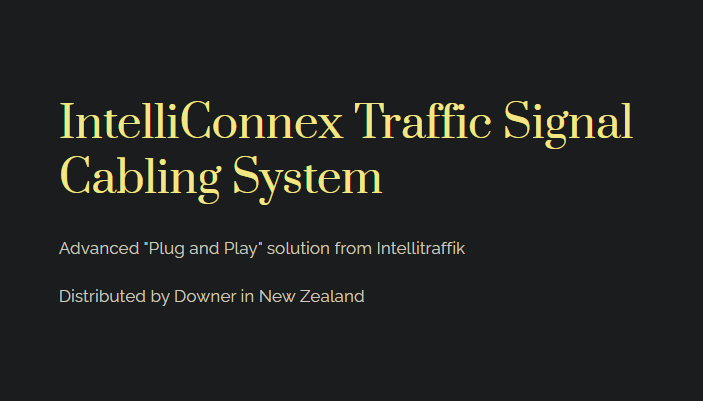 IntelliConnex Traffic Signal
Cabling System
Advanced "Plug and Play" solution from Intellitraffik
Distributed by Downer in New Zealand